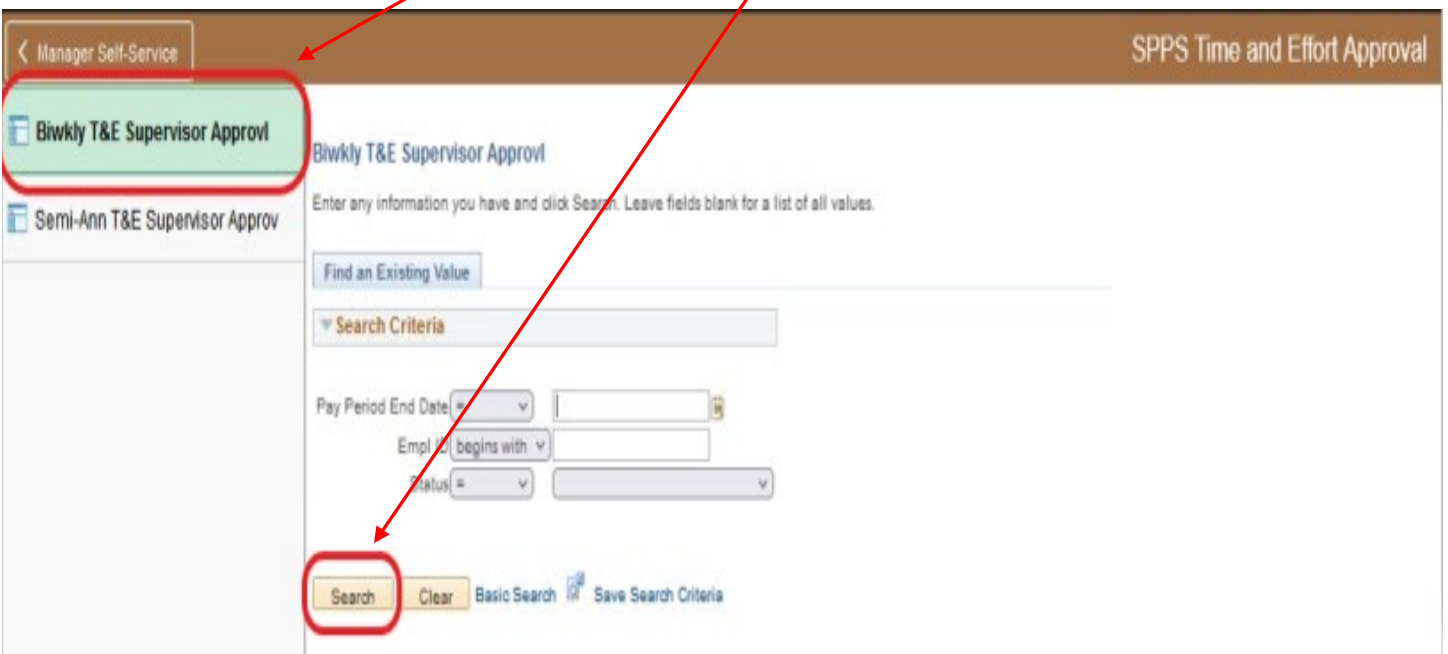 Manager Self-Service
SPPS Time and Effort Approval
Biwkly T&E Supervisor Approvl
Semi-Ann T&E Supervisor Approv
Biwkly T&E Supervisor Approvl
Enter any information you have and click Search. Leave fields blank for a list of all values.
Find an Existing Value
Search Criteria
Pay Period End Date =
Empl ID begins with
Status =
Search Clear Basic Search Save Search Criteria